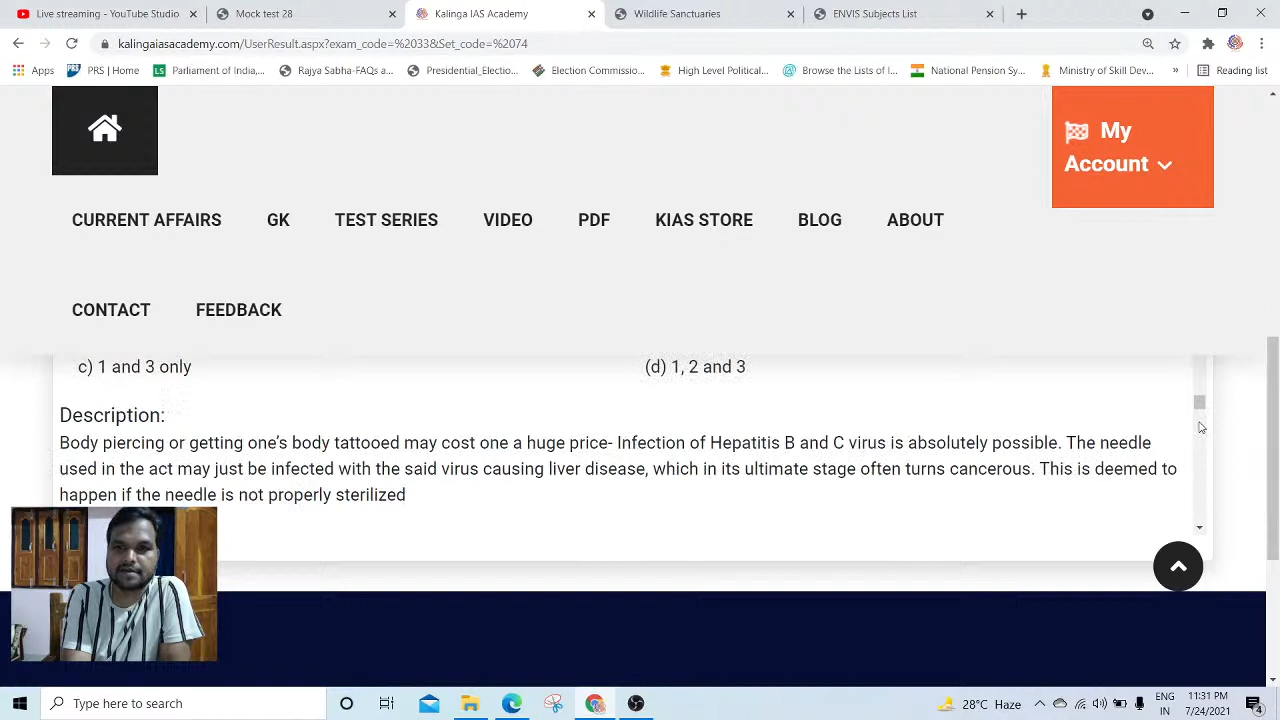 Live streaming - YouTube Studio
Mock test 28
Kalinga IAS Academy
Wildlife Sanctuaries
ENVIS Subjects List
kalingaiasacademy.com/UserResult.aspx?exam_code=%2033&Set_code=%2074
Apps
PRS | Home
Parliament of India,...
Rajya Sabha-FAQs...
Presidential_Electio...
Election Commissio...
High Level Political...
Browse the Lists of I...
National Pension Sy...
Ministry of Skill Dev...
»
Reading list
My
Account
CURRENT AFFAIRS GK TEST SERIES VIDEO PDF KIAS STORE BLOG ABOUT
CONTACT FEEDBACK
c) 1 and 3 only (d) 1, 2 and 3
Description:
Body piercing or getting one's body tattooed may cost one a huge price- Infection of Hepatitis B and C virus is absolutely possible. The needle
used in the act may just be infected with the said virus causing liver disease, which in its ultimate stage often turns cancerous. This is deemed to
happen if the needle is not properly sterilized
Type here to search
28°C Haze
ENG
IN
11:31 PM
7/24/2021
4